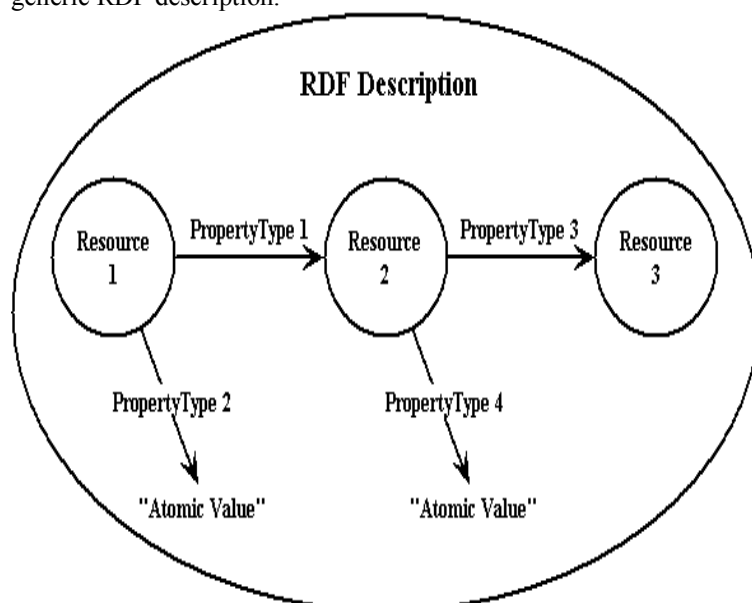 generic RDF description.
RDF Description
PropertyType 1
PropertyType 3
Resource
1
Resource
2
Resource
3
PropertyType 2
PropertyType 4
"Atomic Value"
"Atomic Value"